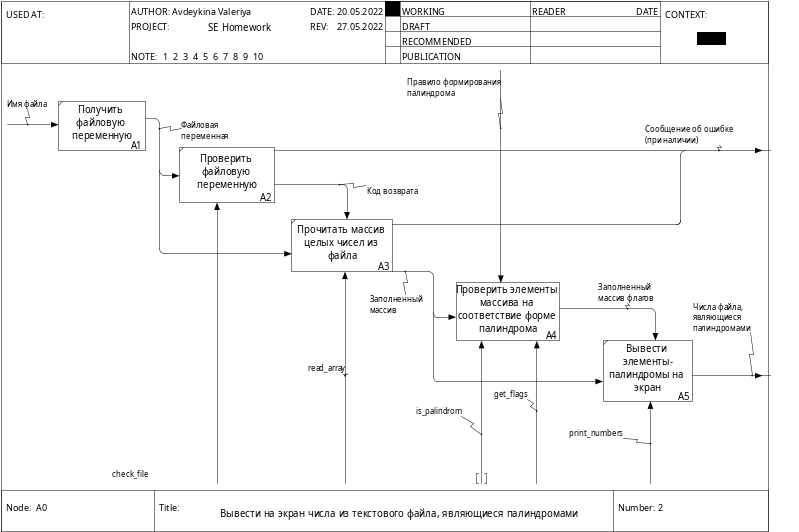 USED AT:
AUTHOR: Avdeykina Valeriya
DATE: 20.05.2022
WORKING
READER
DATE
CONTEXT:
PROJECT:
SE Homework
REV:
27.05.2022
DRAFT
RECOMMENDED
NOTE: 1 2 3 4 5 6 7 8 9 10
PUBLICATION
Имя файла
Получить
файловую
переменную
A1
Файловая
переменная
Правило формирования
палиндрома
Сообщение об ошибке
(при наличии)
Проверить
файловую
переменную
A2
Код возврата
Прочитать массив
целых чисел из
файла
A3
Заполненный
массив
Проверить элементы
массива на
соответствие форме
палиндрома
A4
Заполненный
массив флагов
Числа файла,
являющиеся
палиндромами
Вывести
элементы-
палиндромы на
экран
A5
read_array
is_palindrom
get_flags
print_numbers
check_file
[ ]
Node: A0
Title:
Вывести на экран числа из текстового файла, являющиеся палиндромами
Number: 2